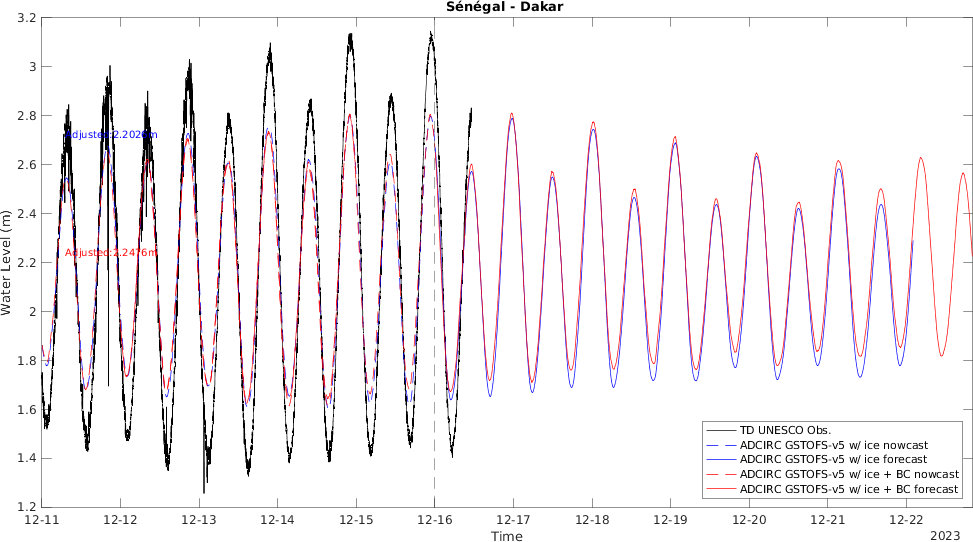 Sénégal - Dakar
3.2
3
2.8
2.6
2.4
2.2
2
1.8
1.6
1.4
1.2
Water Level (m)
Adjusted:2.2026m
Adjusted:2.2476m
TD UNESCO Obs.
ADCIRC GSTOFS-v5 w/ ice nowcast
ADCIRC GSTOFS-v5 w/ ice forecast
ADCIRC GSTOFS-v5 w/ ice + BC nowcast
ADCIRC GSTOFS-v5 w/ ice + BC forecast
12-11 12-12 12-13 12-14 12-15 12-16 12-17 12-18 12-19 12-20 12-21 12-22
Time
2023